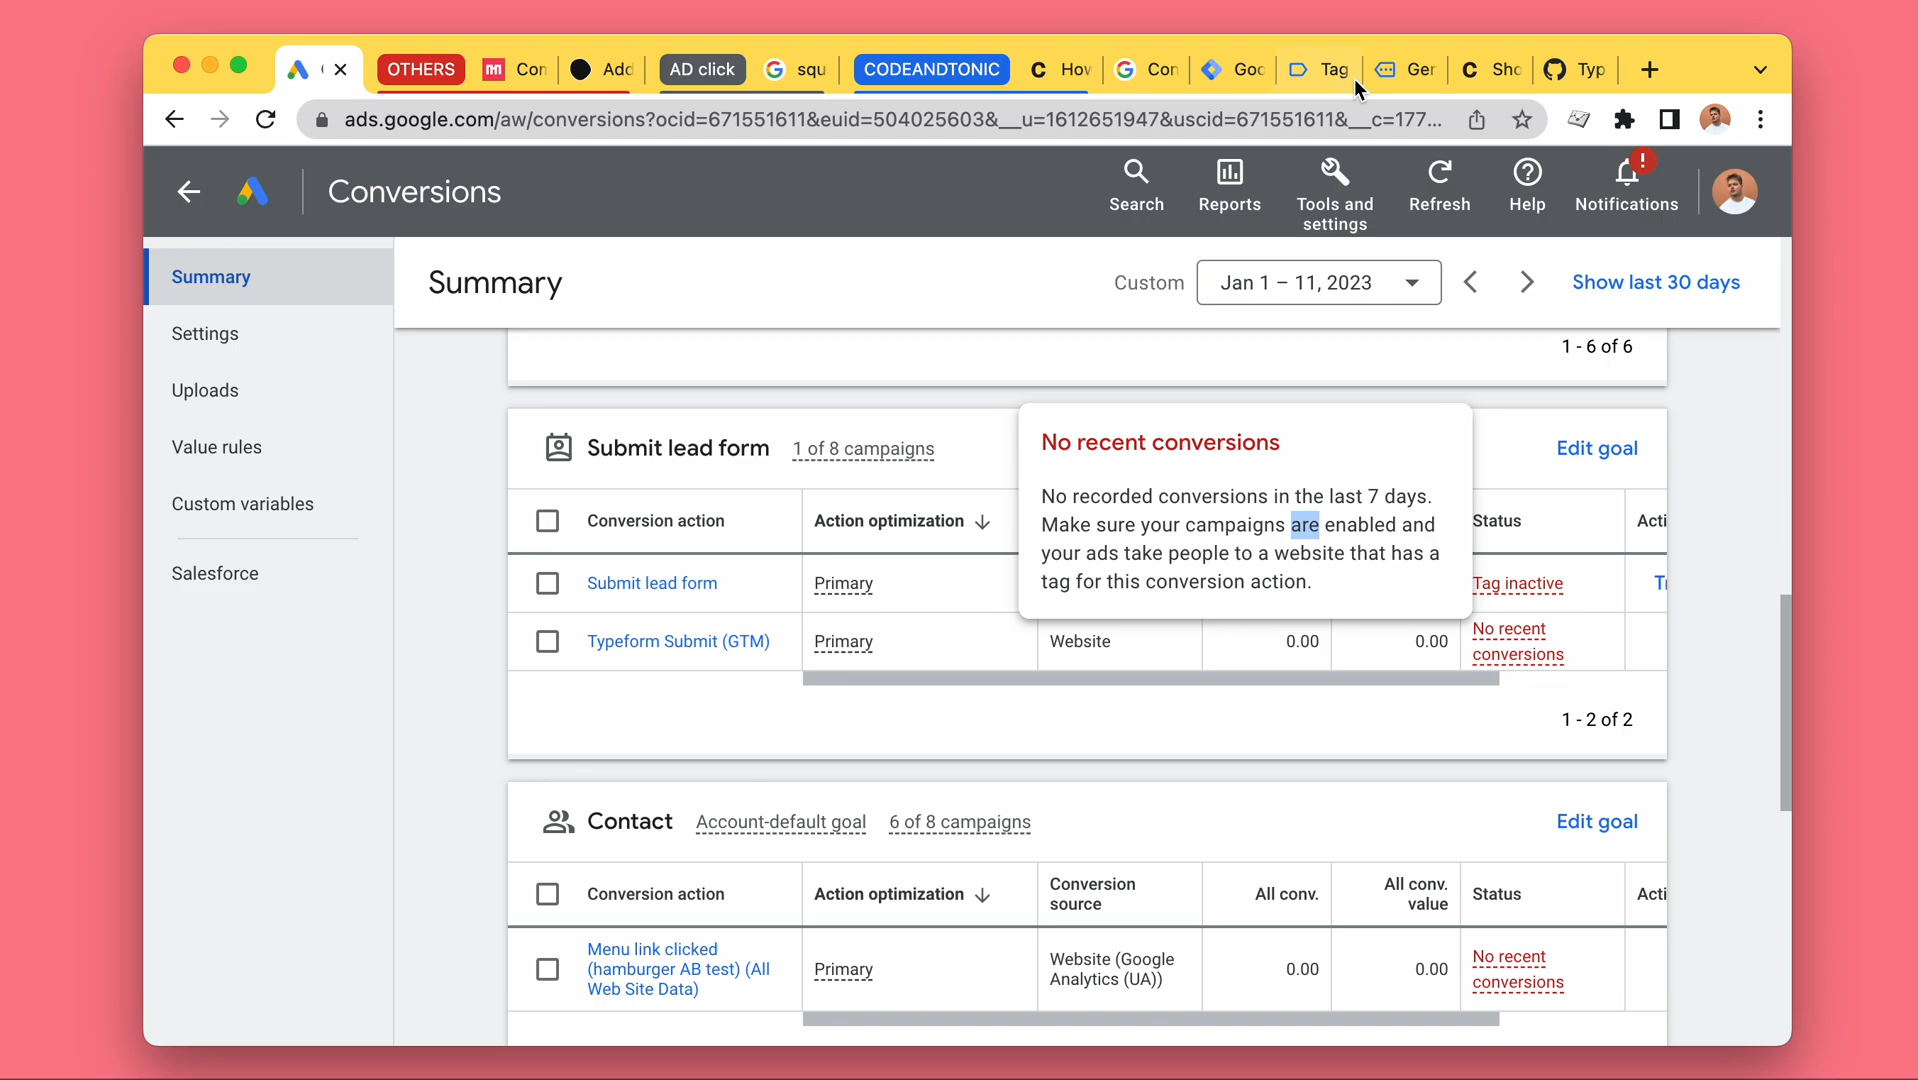 OTHERS
Con
Add
AD click
squ
CODEANDTONIC
How
Con
Goo
Tag
Ger
Sho
Typ
ads.google.com/aw/conversions?ocid=671551611&euid=504025603&__u=1612651947&uscid=671551611&__c=177...
Conversions
Search
Reports
Tools and
settings
Refresh
Help
Notifications
Summary
Settings
Uploads
Value rules
Custom variables
Salesforce
Summary
Custom
Jan 1 – 11, 2023
Show last 30 days
1 - 6 of 6
Submit lead form 1 of 8 campaigns
Edit goal
No recent conversions
No recorded conversions in the last 7 days.
Make sure your campaigns are enabled and
your ads take people to a website that has a
tag for this conversion action.
Conversion action
Action optimization
Status
Acti
Submit lead form
Primary
Tag inactive
Typeform Submit (GTM)
Primary
Website
0.00
0.00
No recent
conversions
1 - 2 of 2
Contact Account-default goal 6 of 8 campaigns
Edit goal
Conversion action
Action optimization
Conversion
source
All conv.
All conv.
value
Status
Acti
Menu link clicked
(hamburger AB test) (All
Web Site Data)
Primary
Website (Google
Analytics (UA))
0.00
0.00
No recent
conversions